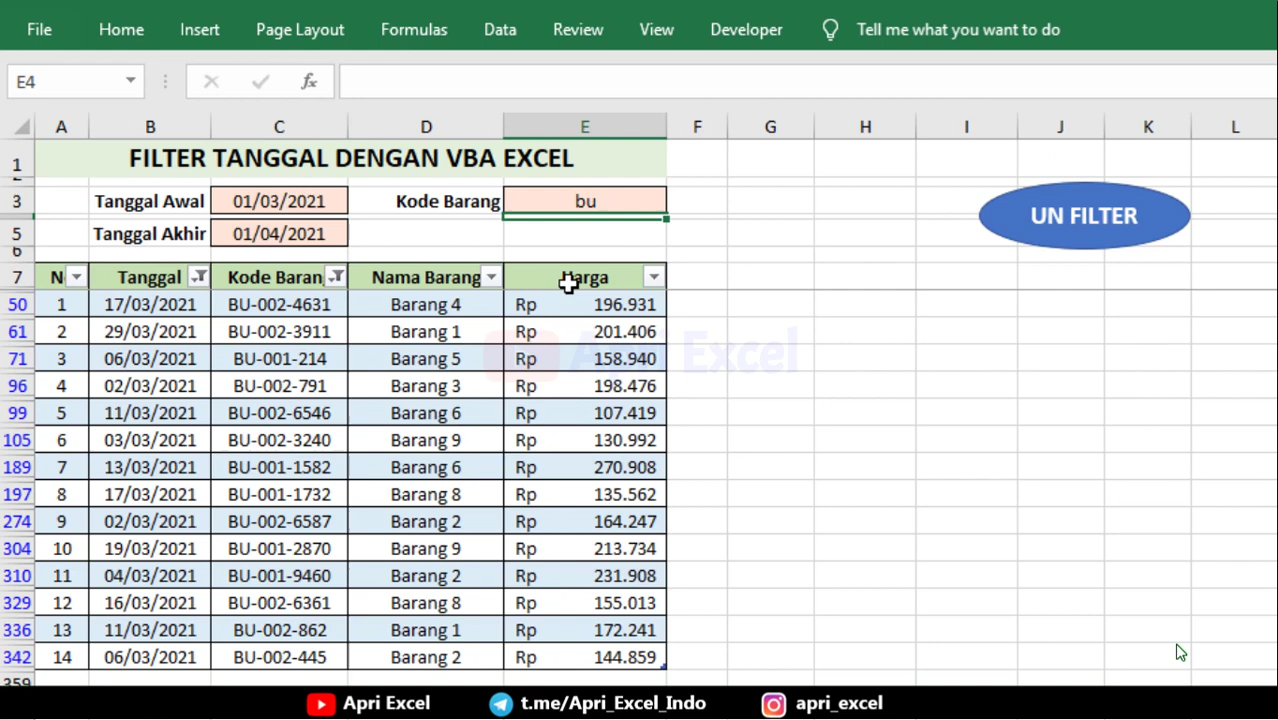 File Home Insert Page Layout Formulas Data Review View Developer Tell me what you want to do
E4 fx
A B C D E F G H I J K L
1 FILTER TANGGAL DENGAN VBA EXCEL
2
3 Tanggal Awal 01/03/2021 Kode Barang bu
UN FILTER
5 Tanggal Akhir 01/04/2021
6
7 N Tanggal Kode Baran Nama Barang Harga
50 1 17/03/2021 BU-002-4631 Barang 4 Rp 196.931
61 2 29/03/2021 BU-002-3911 Barang 1 Rp 201.406
71 3 06/03/2021 BU-001-214 Barang 5 Rp 158.940
Apri Excel
96 4 02/03/2021 BU-002-791 Barang 3 Rp 198.476
99 5 11/03/2021 BU-002-6546 Barang 6 Rp 107.419
105 6 03/03/2021 BU-002-3240 Barang 9 Rp 130.992
189 7 13/03/2021 BU-001-1582 Barang 6 Rp 270.908
197 8 17/03/2021 BU-001-1732 Barang 8 Rp 135.562
274 9 02/03/2021 BU-002-6587 Barang 2 Rp 164.247
304 10 19/03/2021 BU-001-2870 Barang 9 Rp 213.734
310 11 04/03/2021 BU-001-9460 Barang 2 Rp 231.908
329 12 16/03/2021 BU-002-6361 Barang 8 Rp 155.013
336 13 11/03/2021 BU-002-862 Barang 1 Rp 172.241
342 14 06/03/2021 BU-002-445 Barang 2 Rp 144.859
359
Apri Excel t.me/Apri_Excel_Indo apri_excel